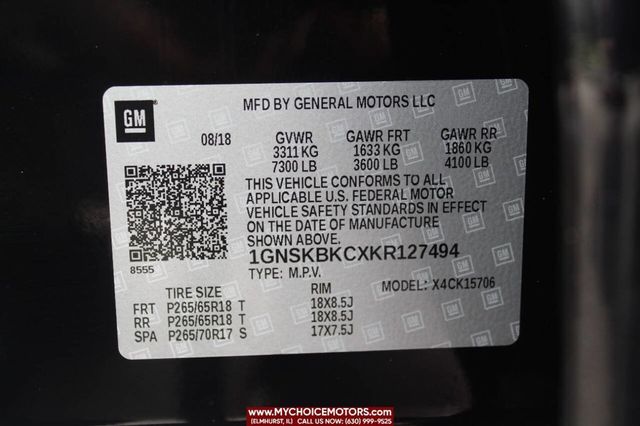 GM
MFD BY GENERAL MOTORS LLC
08/18 GVWR GAWR FRT GAWR RR
3311 KG 1633 KG 1860 KG
7300 LB 3600 LB 4100 LB
THIS VEHICLE CONFORMS TO ALL
APPLICABLE U.S. FEDERAL MOTOR
VEHICLE SAFETY STANDARDS IN EFFECT
ON THE DATE OF MANUFACTURE
SHOWN ABOVE.
8555
1GNSKBKCXKR127494
TYPE: M.P.V. MODEL: X4CK15706
TIRE SIZE RIM
FRT P265/65R18 T 18X8.5J
RR P265/65R18 T 18X8.5J
SPA P265/70R17 S 17X7.5J
WWW.MYCHOICEMOTORS.COM
(ELMHURST, IL) (630) 999-9525